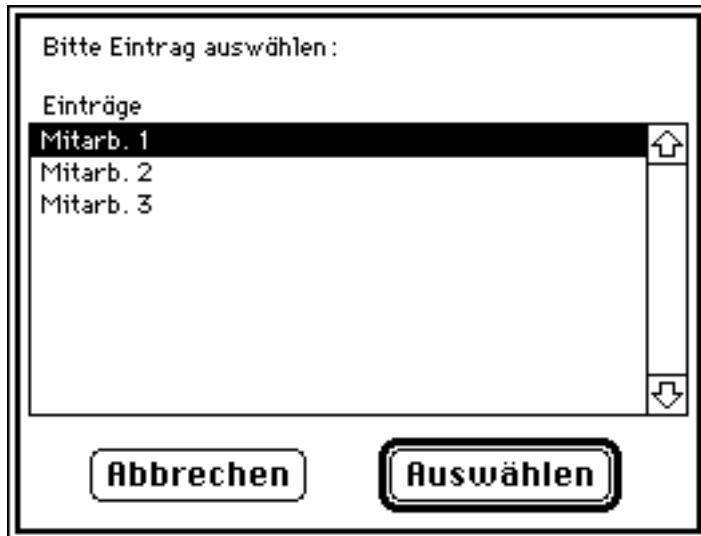 Bitte Eintrag auswählen:
Einträge
Mitarb. 1
Mitarb. 2
Mitarb. 3
Abbrechen
Auswählen